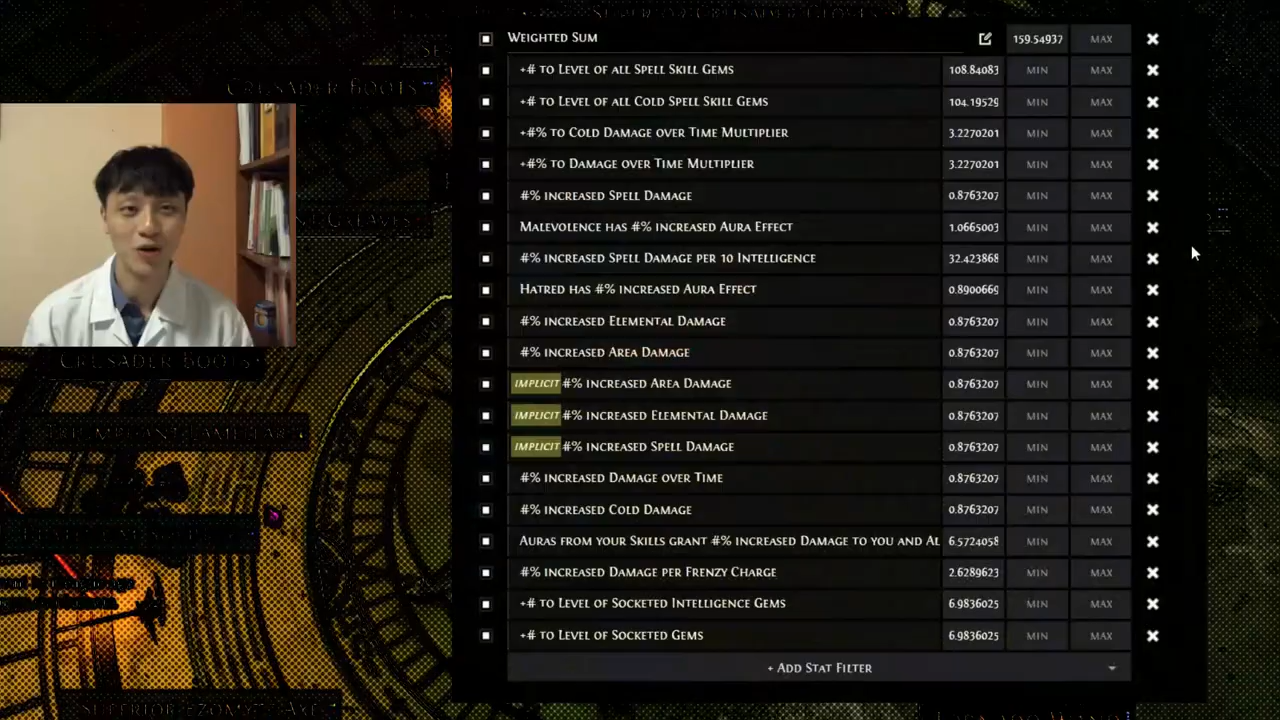 Weighted Sum 159.54937 MAX
+# to Level of all Spell Skill Gems 108.84083 MIN MAX
+# to Level of all Cold Spell Skill Gems 104.19529 MIN MAX
+#% to Cold Damage over Time Multiplier 3.2270201 MIN MAX
+#% to Damage over Time Multiplier 3.2270201 MIN MAX
#% increased Spell Damage 0.8763207 MIN MAX
Malevolence has #% increased Aura Effect 1.0665003 MIN MAX
#% increased Spell Damage per 10 Intelligence 32.423868 MIN MAX
Hatred has #% increased Aura Effect 0.8900669 MIN MAX
#% increased Elemental Damage 0.8763207 MIN MAX
#% increased Area Damage 0.8763207 MIN MAX
IMPLICIT #% increased Area Damage 0.8763207 MIN MAX
IMPLICIT #% increased Elemental Damage 0.8763207 MIN MAX
IMPLICIT #% increased Spell Damage 0.8763207 MIN MAX
#% increased Damage over Time 0.8763207 MIN MAX
#% increased Cold Damage 0.8763207 MIN MAX
Auras from your Skills grant #% increased Damage to you and Al 6.5724058 MIN MAX
#% increased Damage per Frenzy Charge 2.6289623 MIN MAX
+# to Level of Socketed Intelligence Gems 6.9836025 MIN MAX
+# to Level of Socketed Gems 6.9836025 MIN MAX
+ Add Stat Filter
Crusader Boots
Crusader Boots